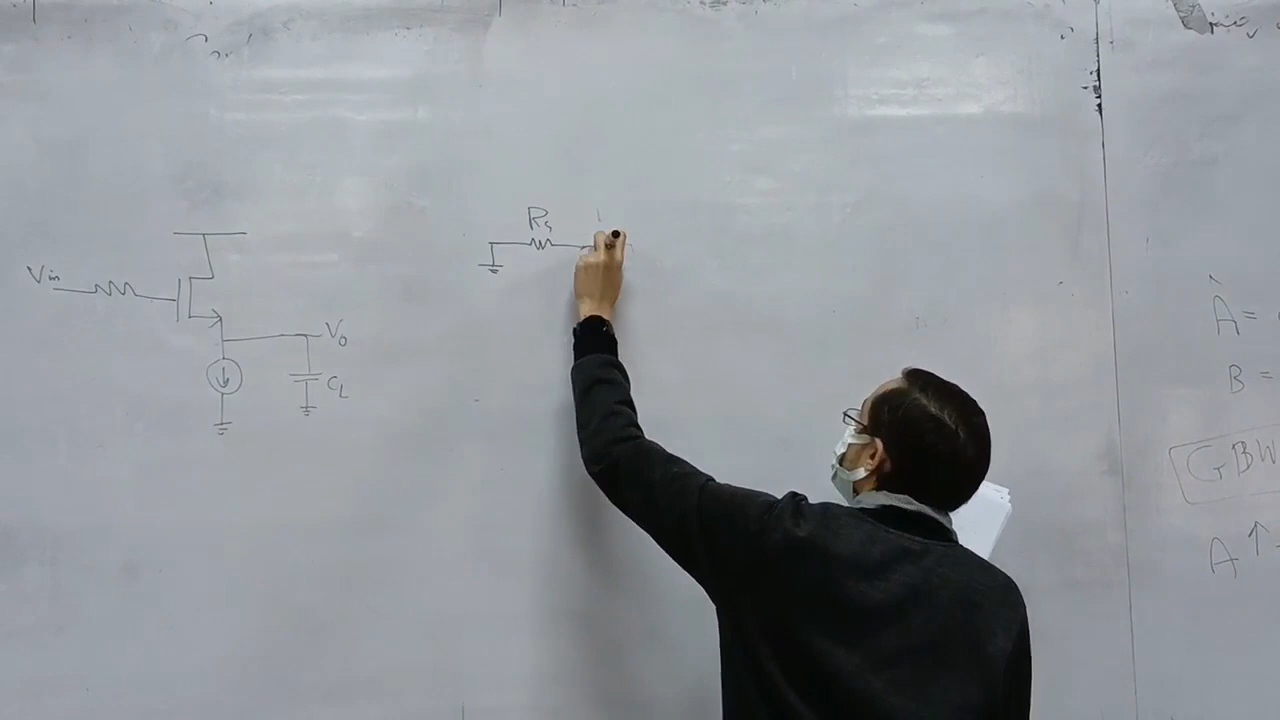 Vin
V0
CL
Rs
A =
B =
GBW
A ↑